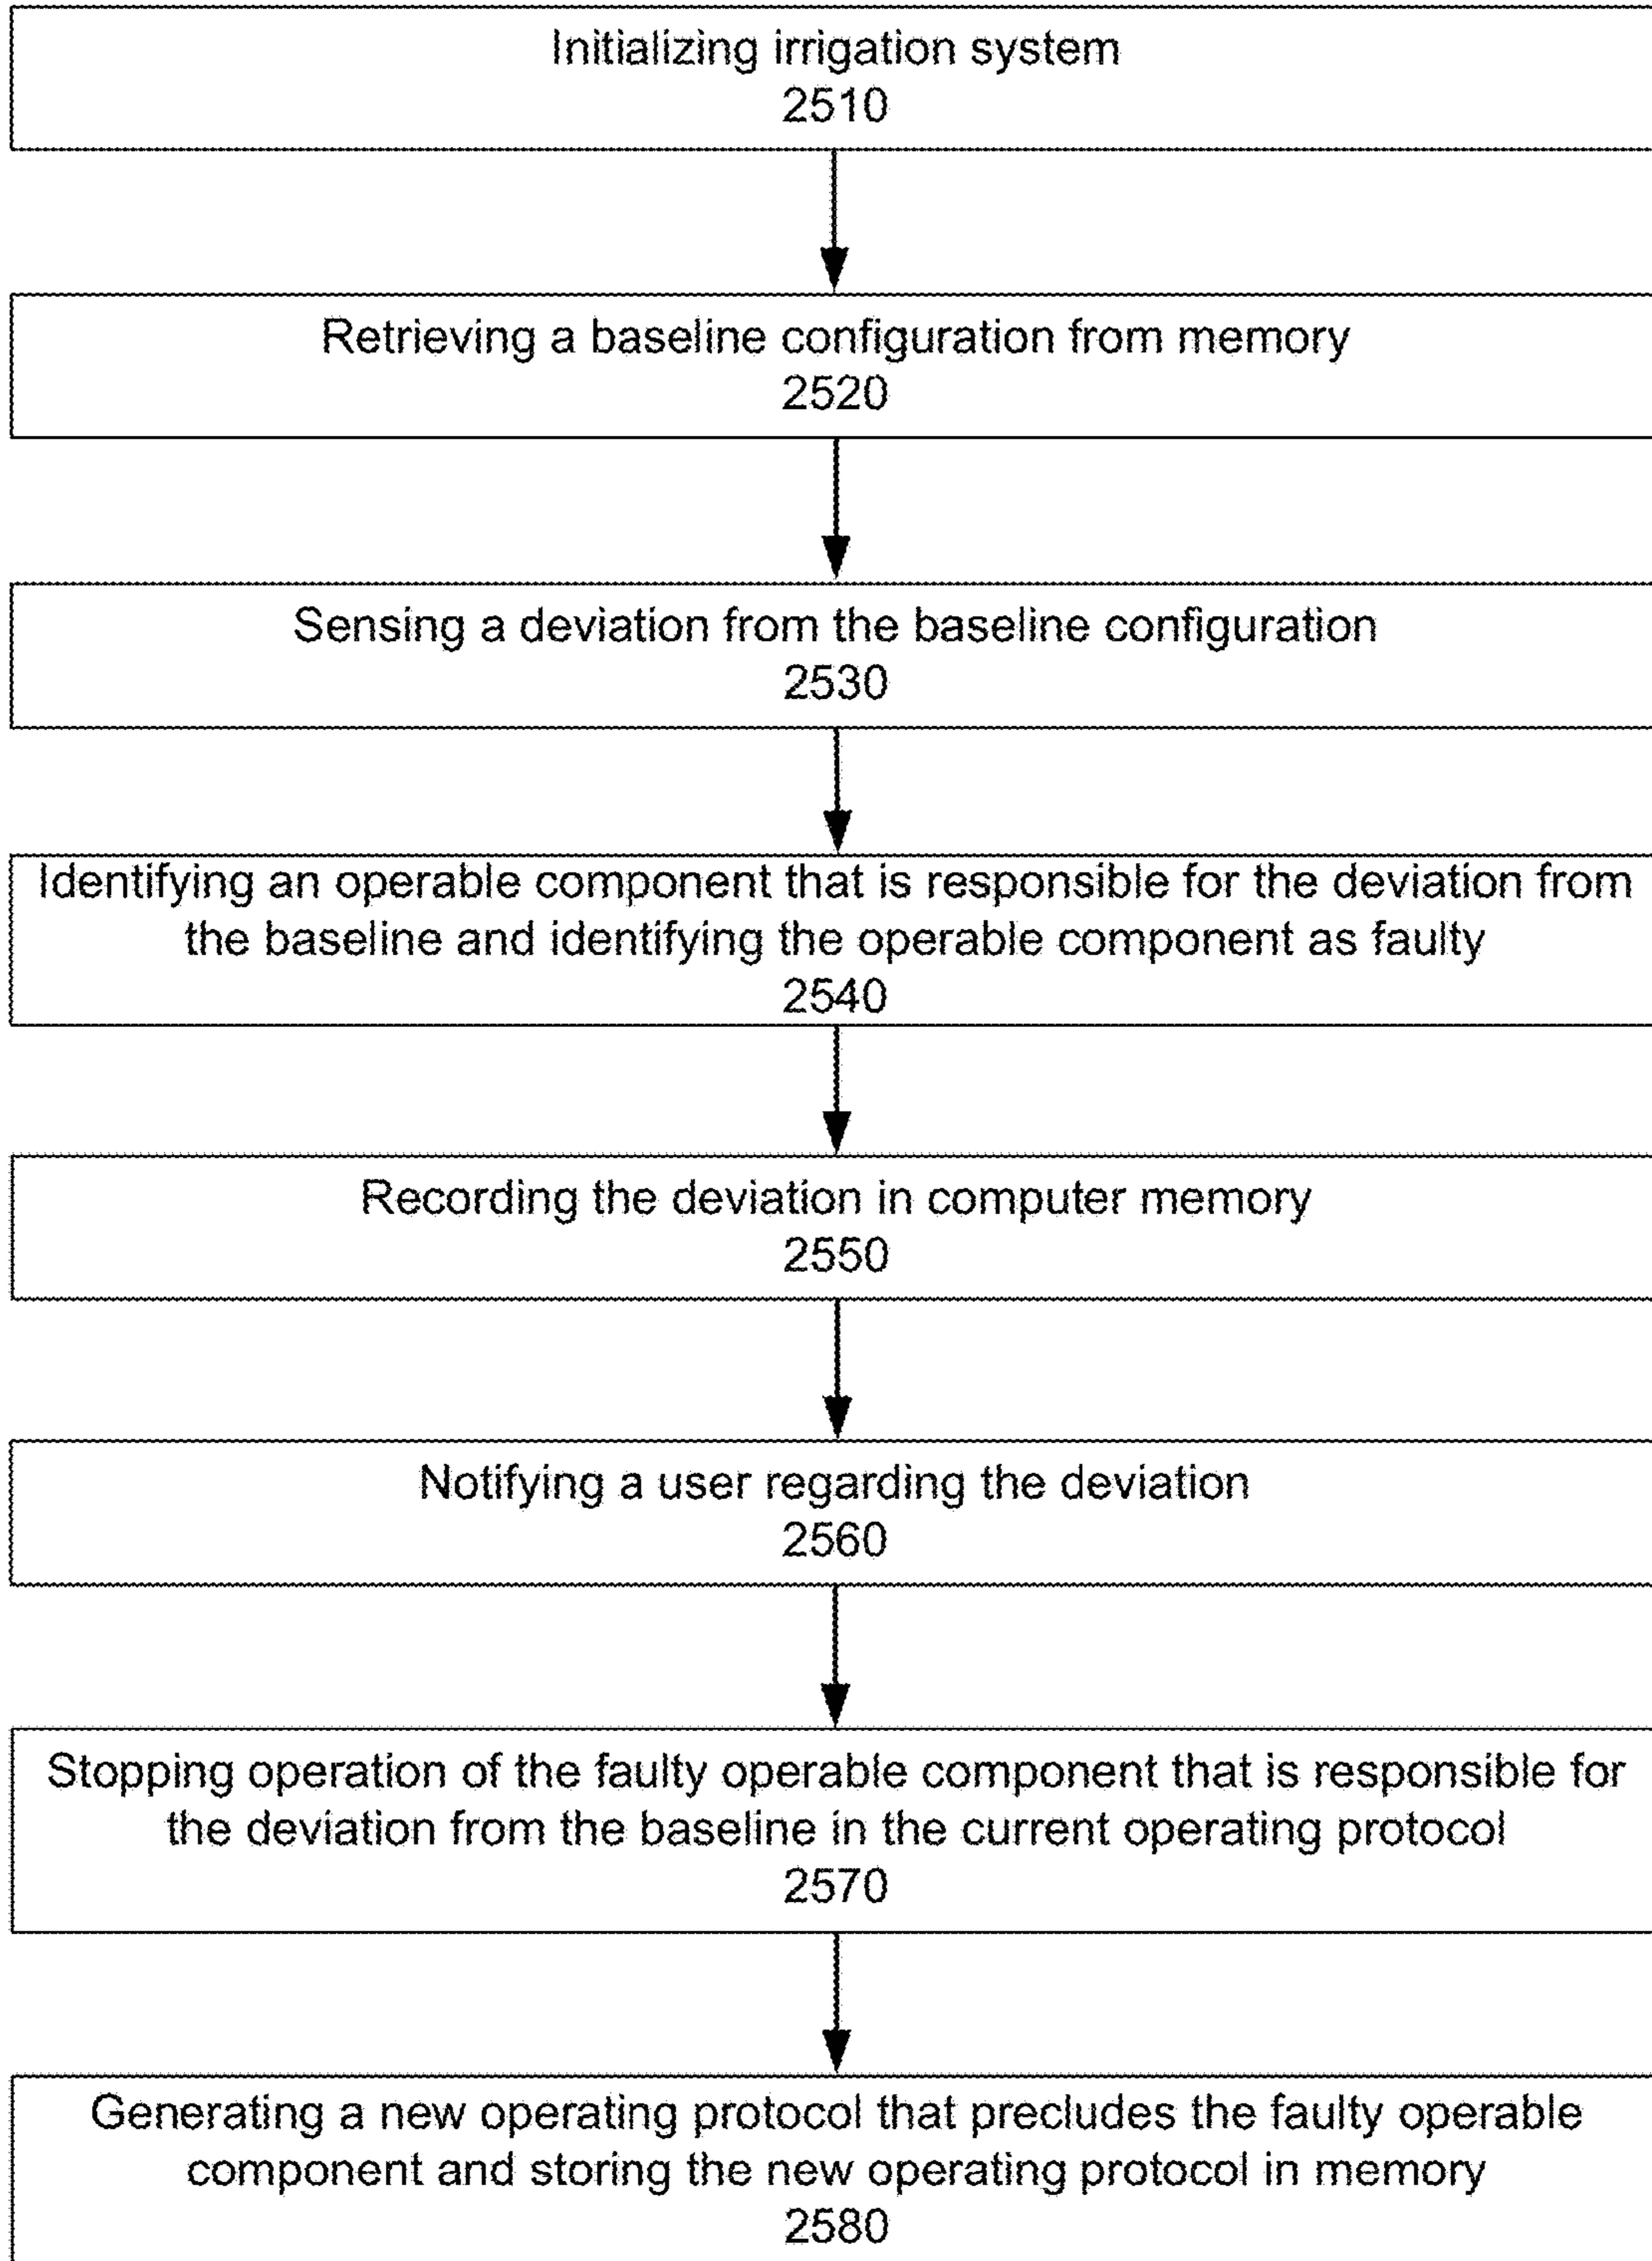 Initializing irrigation system
2510
Retrieving a baseline configuration from memory
2520
Sensing a deviation from the baseline configuration
2530
Identifying an operable component that is responsible for the deviation from
the baseline and identifying the operable component as faulty
2540
Recording the deviation in computer memory
2550
Notifying a user regarding the deviation
2560
Stopping operation of the faulty operable component that is responsible for
the deviation from the baseline in the current operating protocol
2570
Generating a new operating protocol that precludes the faulty operable
component and storing the new operating protocol in memory
2580